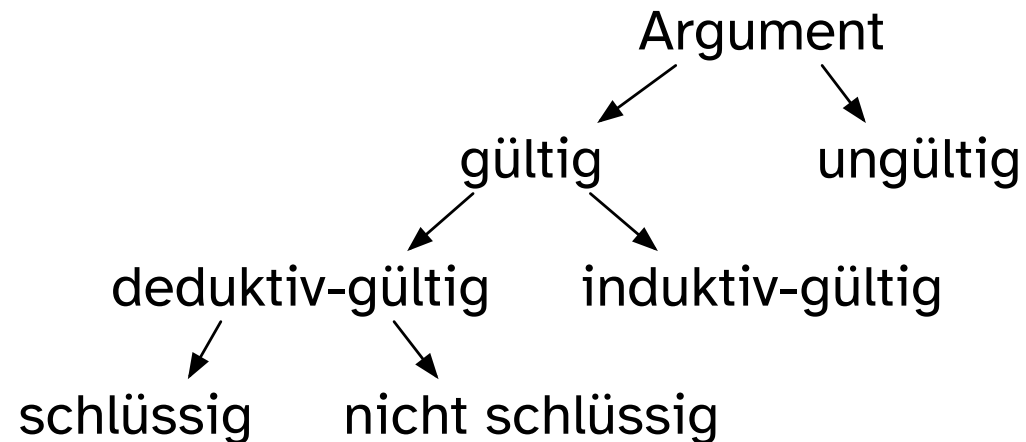 Argument
gültig ungültig
deduktiv-gültig induktiv-gültig
schlüssig nicht schlüssig